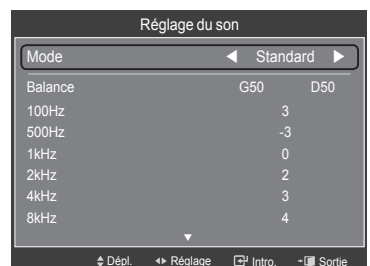 Réglage du son
Mode ◀ Standard ▶
Balance G50 D50
100Hz 3
500Hz -3
1kHz 0
2kHz 2
4kHz 3
8kHz 4
▼
Dépl. Réglage Intro. Sortie